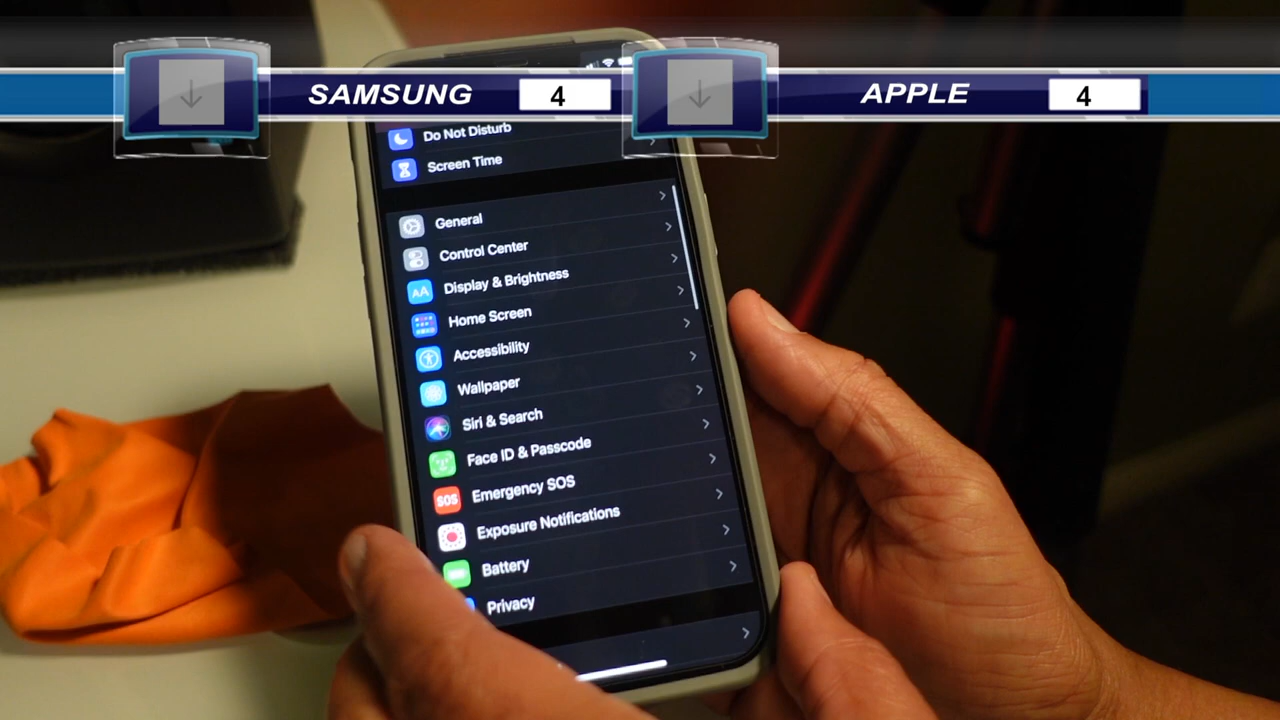 SAMSUNG 4 APPLE 4
Do Not Disturb
Screen Time
General
Control Center
AA Display & Brightness
Home Screen
Accessibility
Wallpaper
Siri & Search
Face ID & Passcode
SOS Emergency SOS
Exposure Notifications
Battery
Privacy